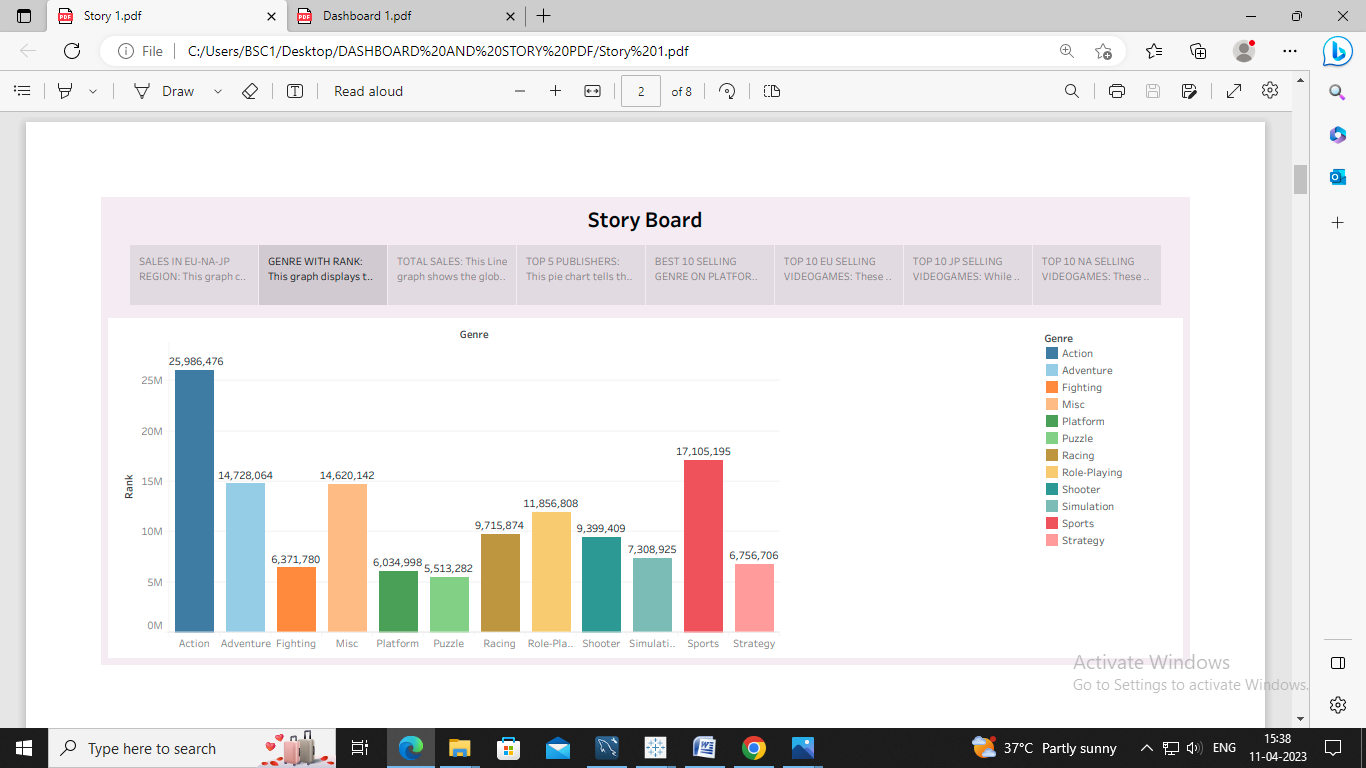 Story 1.pdf
Dashboard 1.pdf
File
C:/Users/BSC1/Desktop/DASHBOARD%20AND%20STORY%20PDF/Story%201.pdf
Draw
Read aloud
2
of 8
Story Board
SALES IN EU-NA-JP
REGION: This graph c..
GENRE WITH RANK:
This graph displays t..
TOTAL SALES: This Line
graph shows the glob..
TOP 5 PUBLISHERS:
This pie chart tells th..
BEST 10 SELLING
GENRE ON PLATFOR..
TOP 10 EU SELLING
VIDEOGAMES: These ..
TOP 10 JP SELLING
VIDEOGAMES: While ..
TOP 10 NA SELLING
VIDEOGAMES: These ..
Genre
Rank
25M
20M
15M
10M
5M
0M
25,986,476
14,728,064
6,371,780
14,620,142
6,034,998
5,513,282
9,715,874
11,856,808
9,399,409
7,308,925
17,105,195
6,756,706
Action
Adventure
Fighting
Misc
Platform
Puzzle
Racing
Role-Pla..
Shooter
Simulati..
Sports
Strategy
Genre
Action
Adventure
Fighting
Misc
Platform
Puzzle
Racing
Role-Playing
Shooter
Simulation
Sports
Strategy
Activate Windows
Go to Settings to activate Windows.
Type here to search
37°C Partly sunny
ENG
15:38
11-04-2023